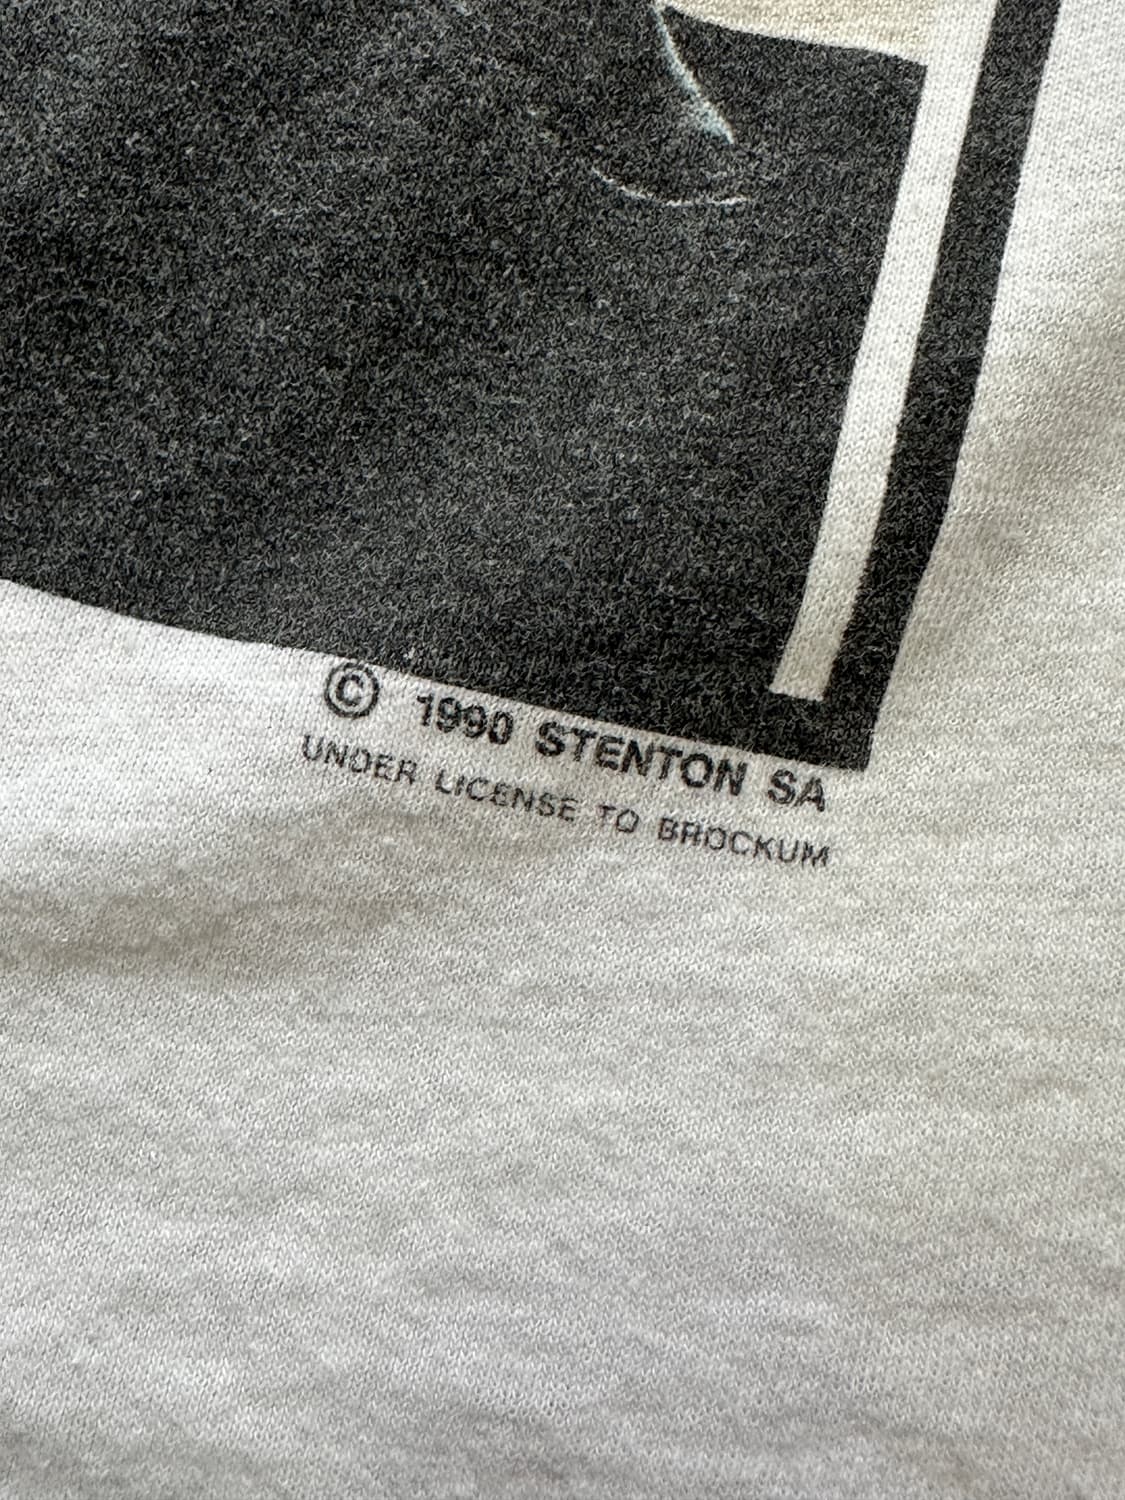 © 1990 STENTON SA
UNDER LICENSE TO BROCKUM